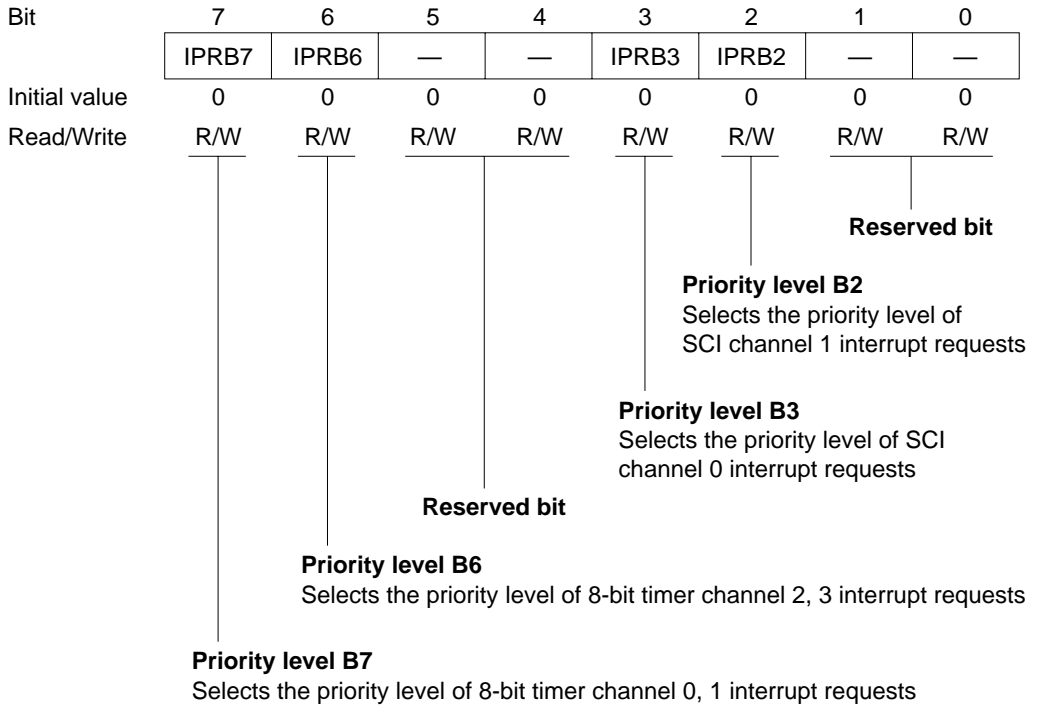 Bit 7 6 5 4 3 2 1 0
IPRB7 IPRB6 — — IPRB3 IPRB2 — —
Initial value 0 0 0 0 0 0 0 0
Read/Write R/W R/W R/W R/W R/W R/W R/W R/W
Reserved bit
Priority level B2
Selects the priority level of
SCI channel 1 interrupt requests
Priority level B3
Selects the priority level of SCI
channel 0 interrupt requests
Reserved bit
Priority level B6
Selects the priority level of 8-bit timer channel 2, 3 interrupt requests
Priority level B7
Selects the priority level of 8-bit timer channel 0, 1 interrupt requests